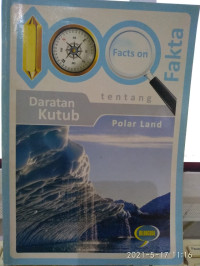 100
Facts on
Fakta
tentang
Daratan
Kutub
Polar Land
2021-5-17 11:16